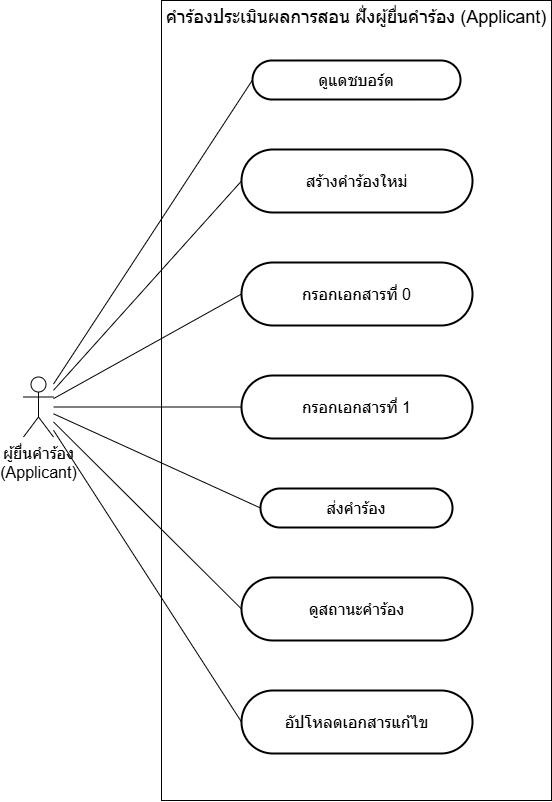 คำร้องประเมินผลการสอน ฝั่งผู้ยื่นคำร้อง (Applicant)
ดูแดชบอร์ด
สร้างคำร้องใหม่
กรอกเอกสารที่ 0
กรอกเอกสารที่ 1
ผู้ยื่นคำร้อง
(Applicant)
ส่งคำร้อง
ดูสถานะคำร้อง
อัปโหลดเอกสารแก้ไข